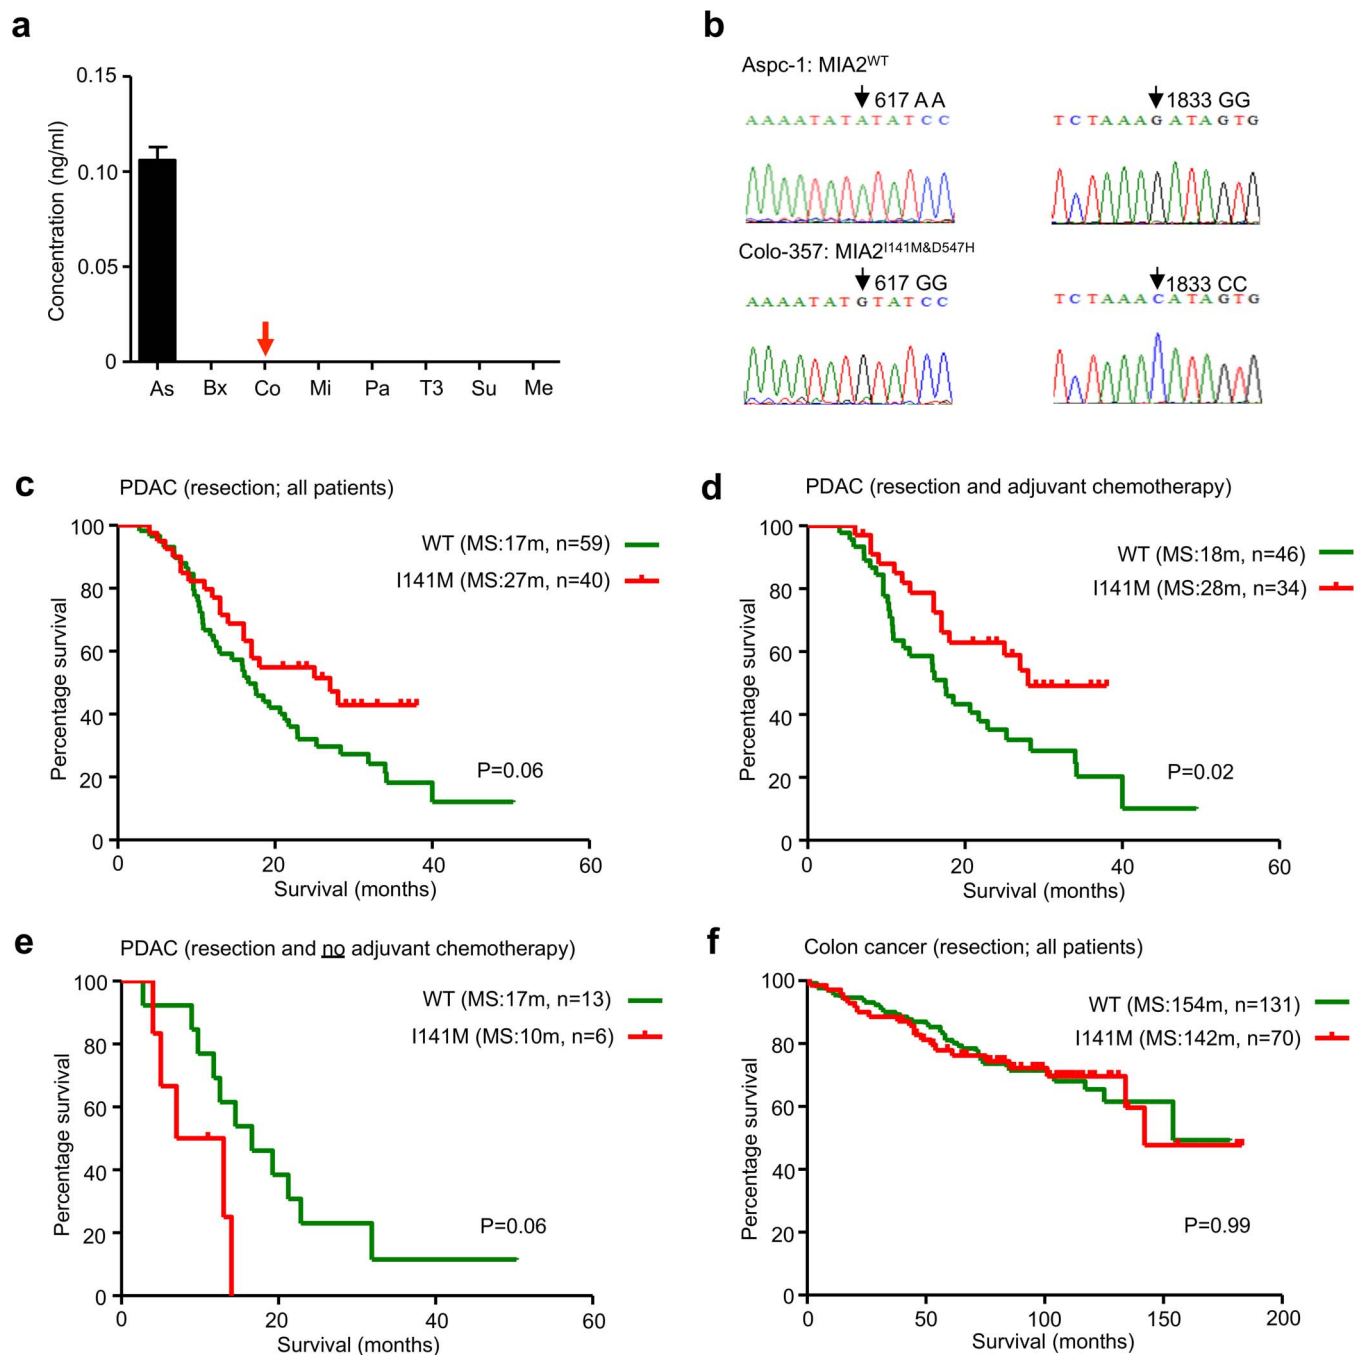 a
0.15
0.10
0.05
0
Concentration (ng/ml)
As Bx Co Mi Pa T3 Su Me
b
Aspc-1: MIA2WT
617 A A
AAAATATATATCC
1833 GG
TCTAAAGATAGTG
Colo-357: MIA2I141M&D547H
617 GG
AAAATATGTATCC
1833 CC
TCTAAACATAGTG
c
PDAC (resection; all patients)
WT (MS:17m, n=59)
I141M (MS:27m, n=40)
100
80
60
40
20
0
Percentage survival
P=0.06
0 20 40 60
Survival (months)
d
PDAC (resection and adjuvant chemotherapy)
WT (MS:18m, n=46)
I141M (MS:28m, n=34)
100
80
60
40
20
0
Percentage survival
P=0.02
0 20 40 60
Survival (months)
e
PDAC (resection and no adjuvant chemotherapy)
WT (MS:17m, n=13)
I141M (MS:10m, n=6)
100
80
60
40
20
0
Percentage survival
P=0.06
0 20 40 60
Survival (months)
f
Colon cancer (resection; all patients)
WT (MS:154m, n=131)
I141M (MS:142m, n=70)
100
80
60
40
20
0
Percentage survival
P=0.99
0 50 100 150 200
Survival (months)